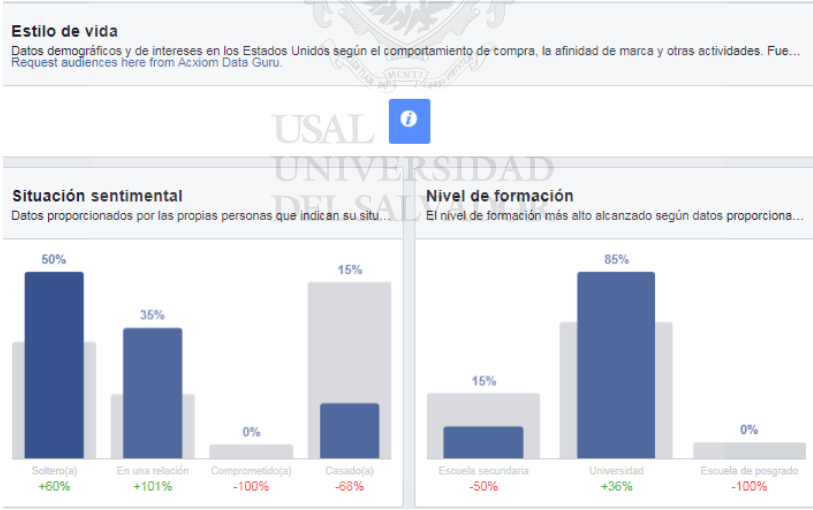 Estilo de vida
Datos demográficos y de intereses en los Estados Unidos según el comportamiento de compra, la afinidad de marca y otras actividades. Fue...
Request audiences here from Acxiom Data Guru.
USAL
UNIVERSIDAD
DEL SALVADOR
Situación sentimental
Datos proporcionados por las propias personas que indican su situ...
50%
35%
0%
15%
Soltero(a)
En una relación
Comprometido(a)
Casado(a)
+60%
+101%
-100%
-68%
Nivel de formación
El nivel de formación más alto alcanzado según datos proporciona...
15%
85%
0%
Escuela secundaria
Universidad
Escuela de posgrado
-50%
+36%
-100%